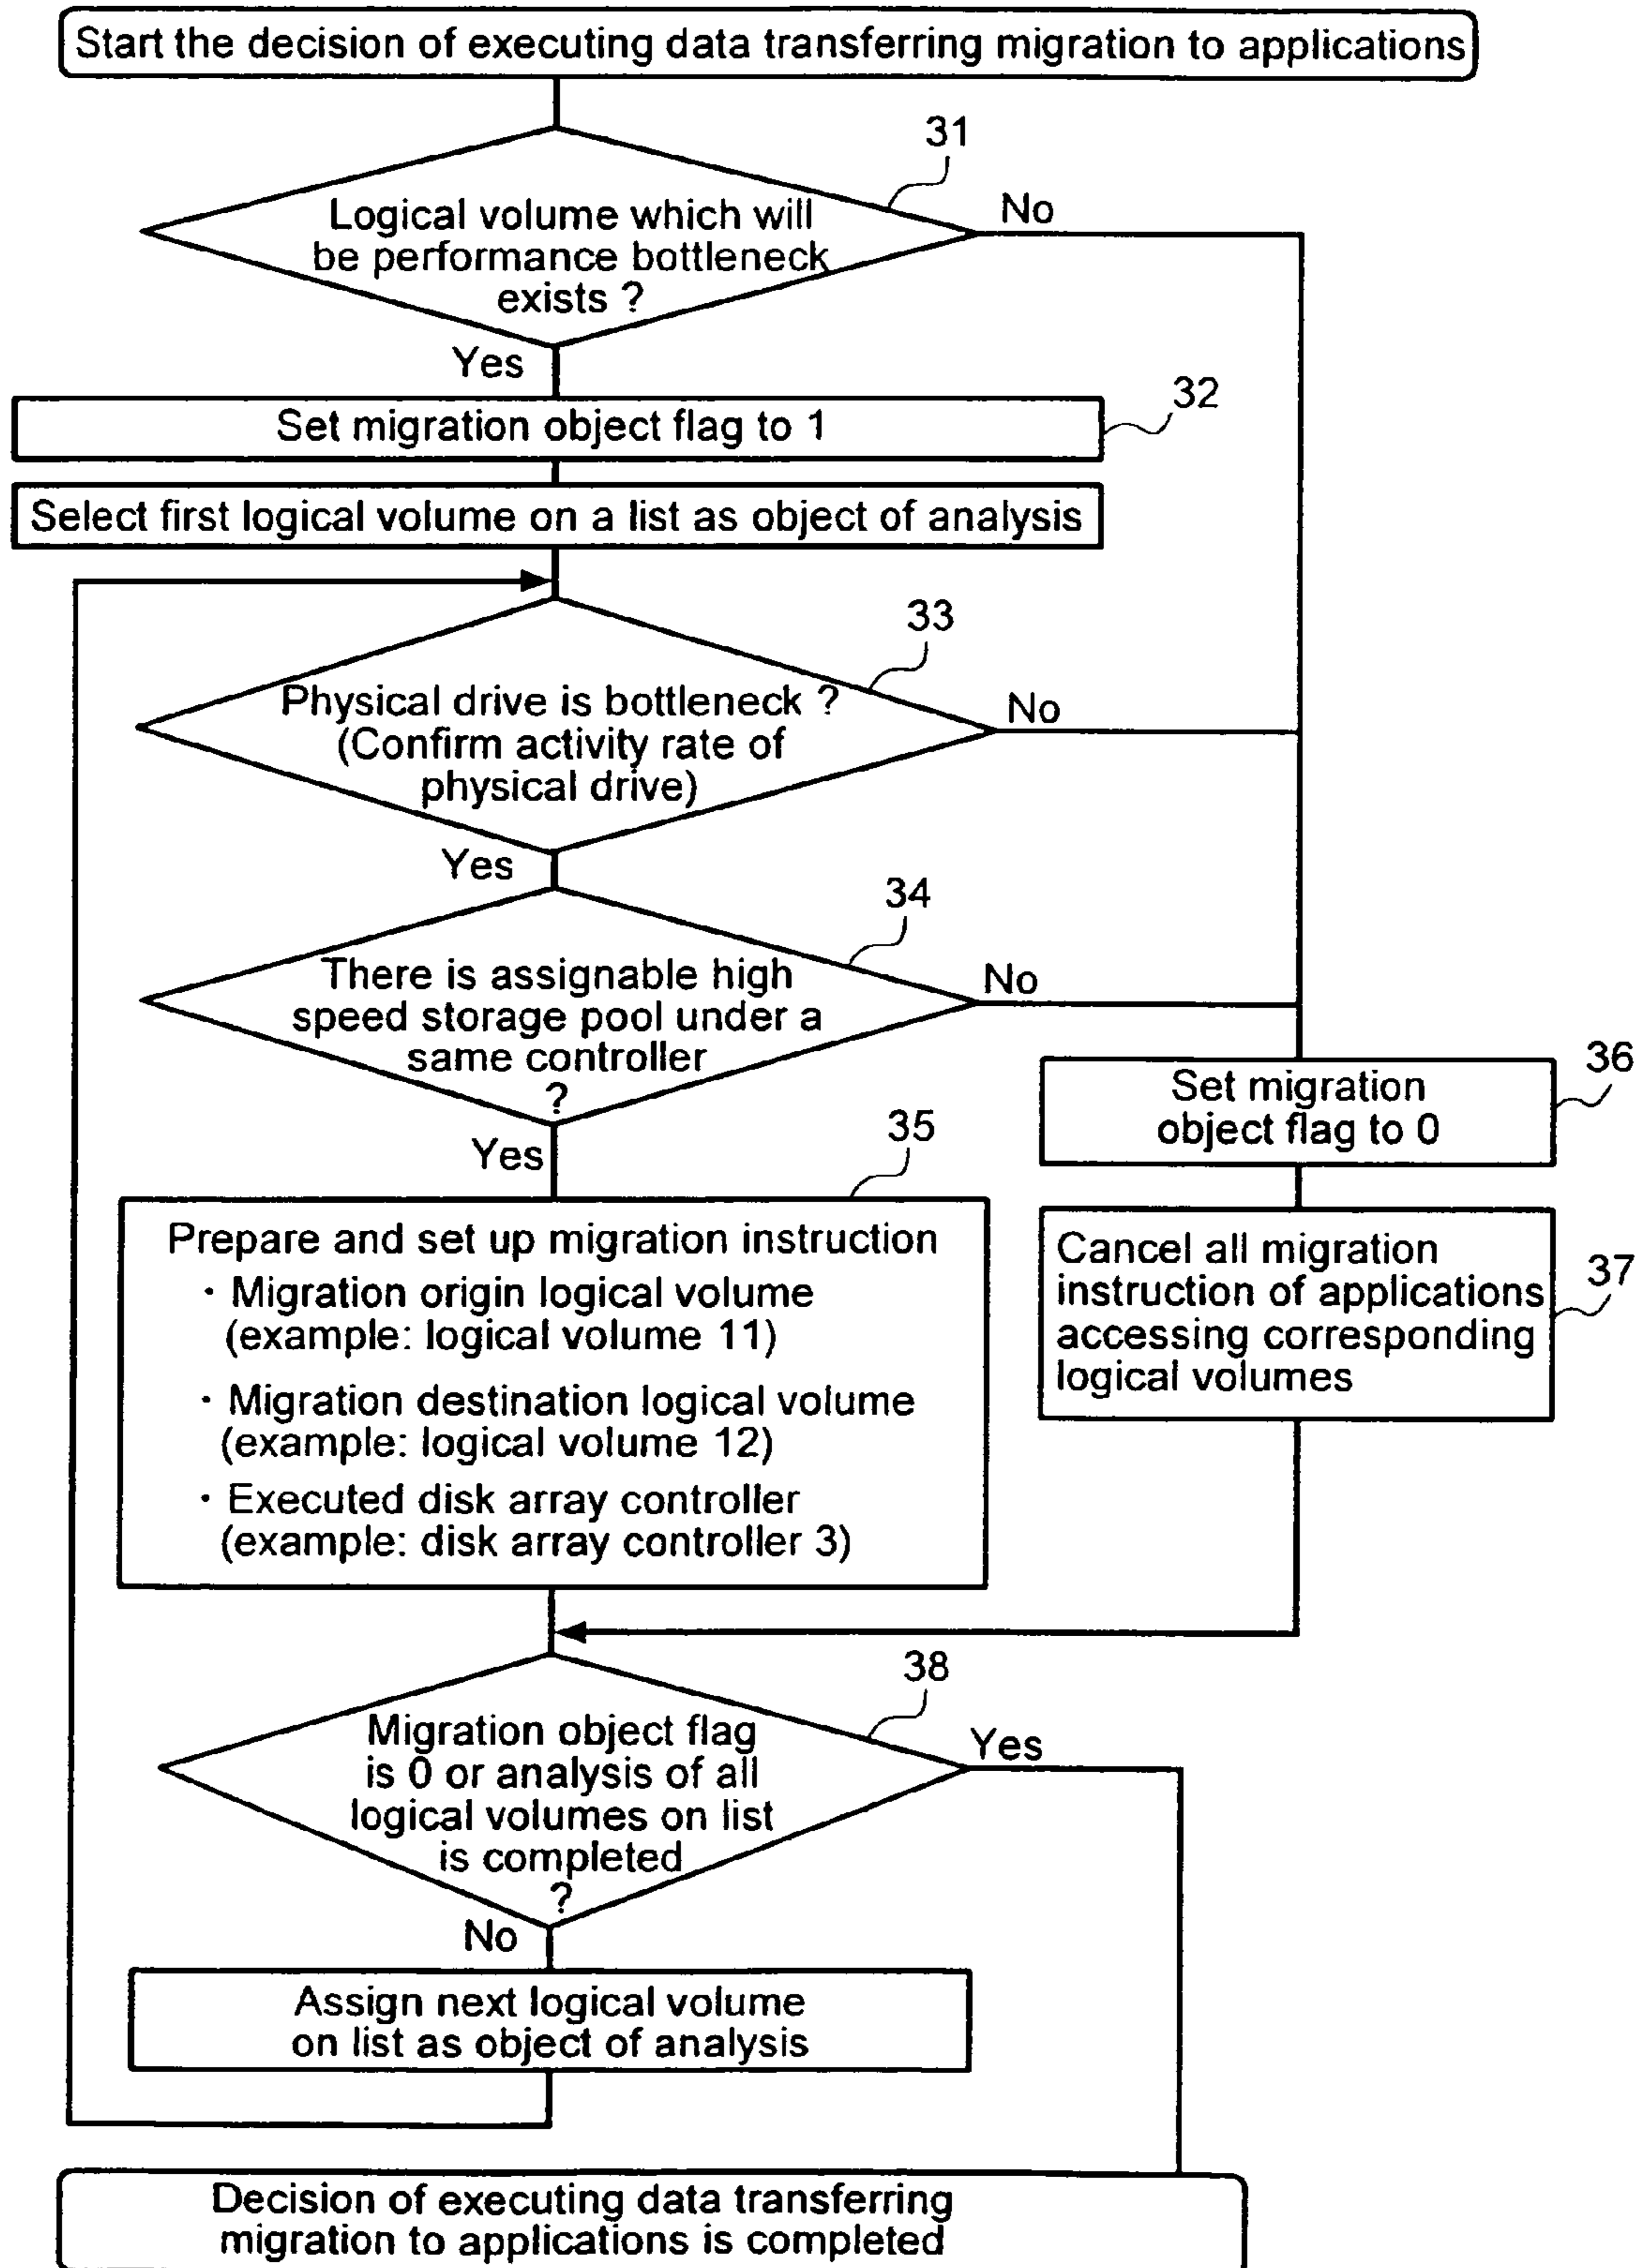 Start the decision of executing data transferring migration to applications
31
Logical volume which will
be performance bottleneck
exists ?
No
Yes
32
Set migration object flag to 1
Select first logical volume on a list as object of analysis
33
Physical drive is bottleneck ?
(Confirm activity rate of
physical drive)
No
Yes
34
There is assignable high
speed storage pool under a
same controller
?
No
Yes
35
Prepare and set up migration instruction
· Migration origin logical volume
(example: logical volume 11)
· Migration destination logical volume
(example: logical volume 12)
· Executed disk array controller
(example: disk array controller 3)
36
Set migration
object flag to 0
37
Cancel all migration
instruction of applications
accessing corresponding
logical volumes
38
Migration object flag
is 0 or analysis of all
logical volumes on list
is completed
?
Yes
No
Assign next logical volume
on list as object of analysis
Decision of executing data transferring
migration to applications is completed